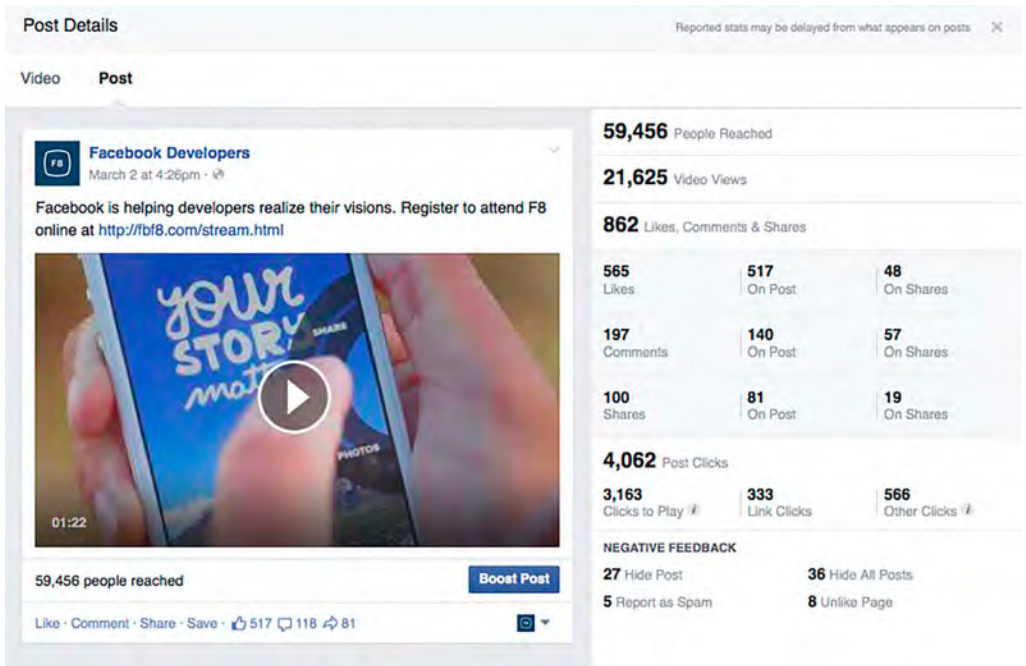 Post Details
Reported stats may be delayed from what appears on posts
Video
Post
F8
Facebook Developers
March 2 at 4:26pm ·
Facebook is helping developers realize their visions. Register to attend F8
online at http://fbf8.com/stream.html
your
STORY
matt
SHARE
PHOTOS
01:22
59,456 people reached
Boost Post
Like · Comment · Share · Save · 517 118 81
59,456 People Reached
21,625 Video Views
862 Likes, Comments & Shares
565 517 48
Likes On Post On Shares
197 140 57
Comments On Post On Shares
100 81 19
Shares On Post On Shares
4,062 Post Clicks
3,163 333 566
Clicks to Play i Link Clicks Other Clicks i
NEGATIVE FEEDBACK
27 Hide Post 36 Hide All Posts
5 Report as Spam 8 Unlike Page